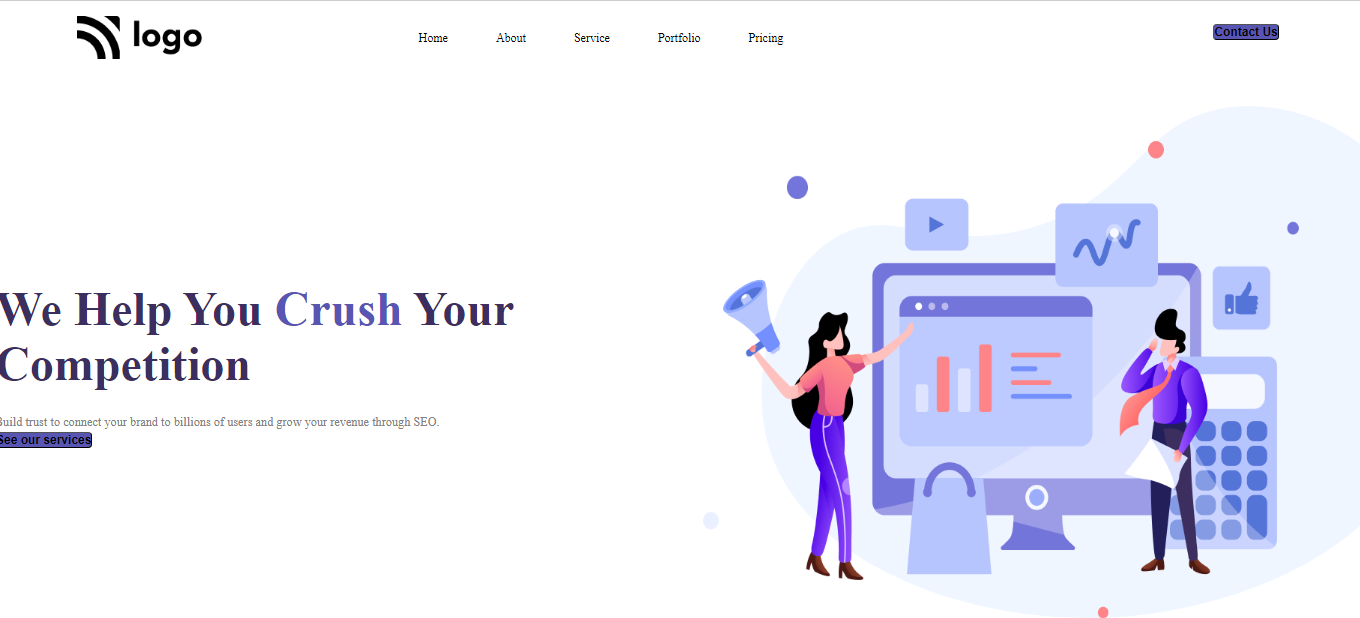 logo
Home About Service Portfolio Pricing
Contact Us
We Help You Crush Your
Competition
Build trust to connect your brand to billions of users and grow your revenue through SEO.
See our services